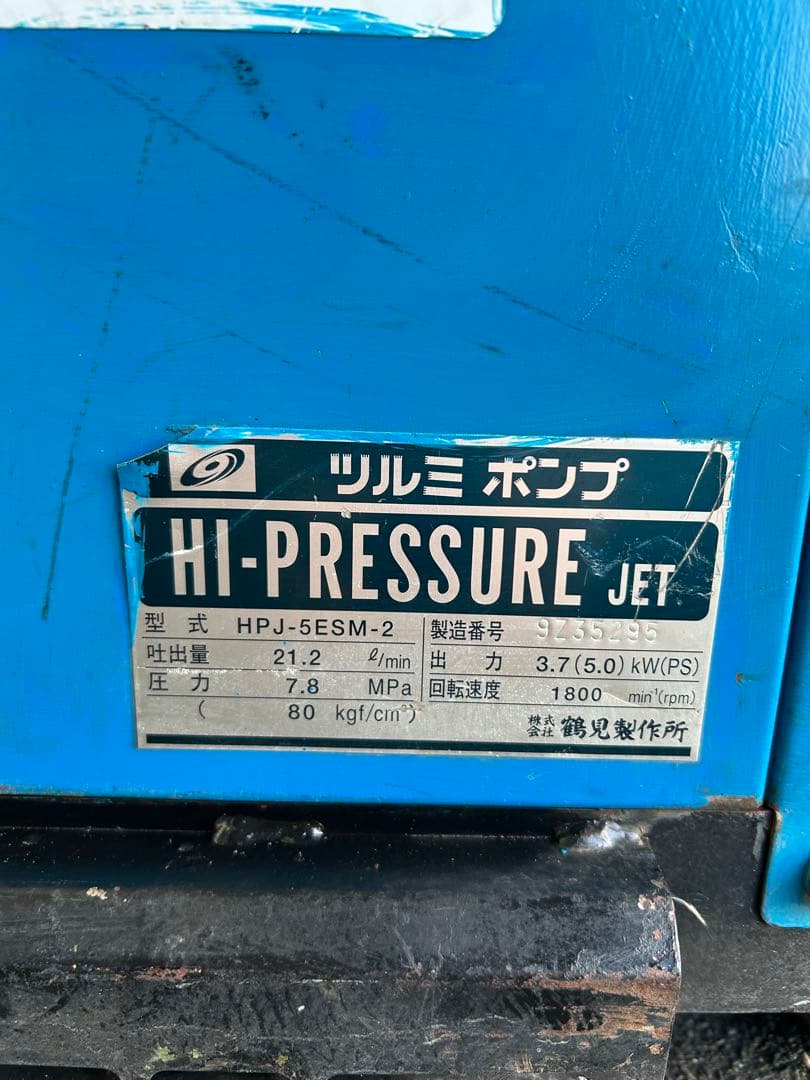 ツルミ ポンプ
HI-PRESSURE JET
型式 HPJ-5ESM-2 製造番号 9Z35295
吐出量 21.2 ℓ/min 出力 3.7(5.0) kW(PS)
圧力 7.8 MPa 回転速度 1800 min⁻¹(rpm)
( 80 kgf/cm²) 株式会社 鶴見製作所